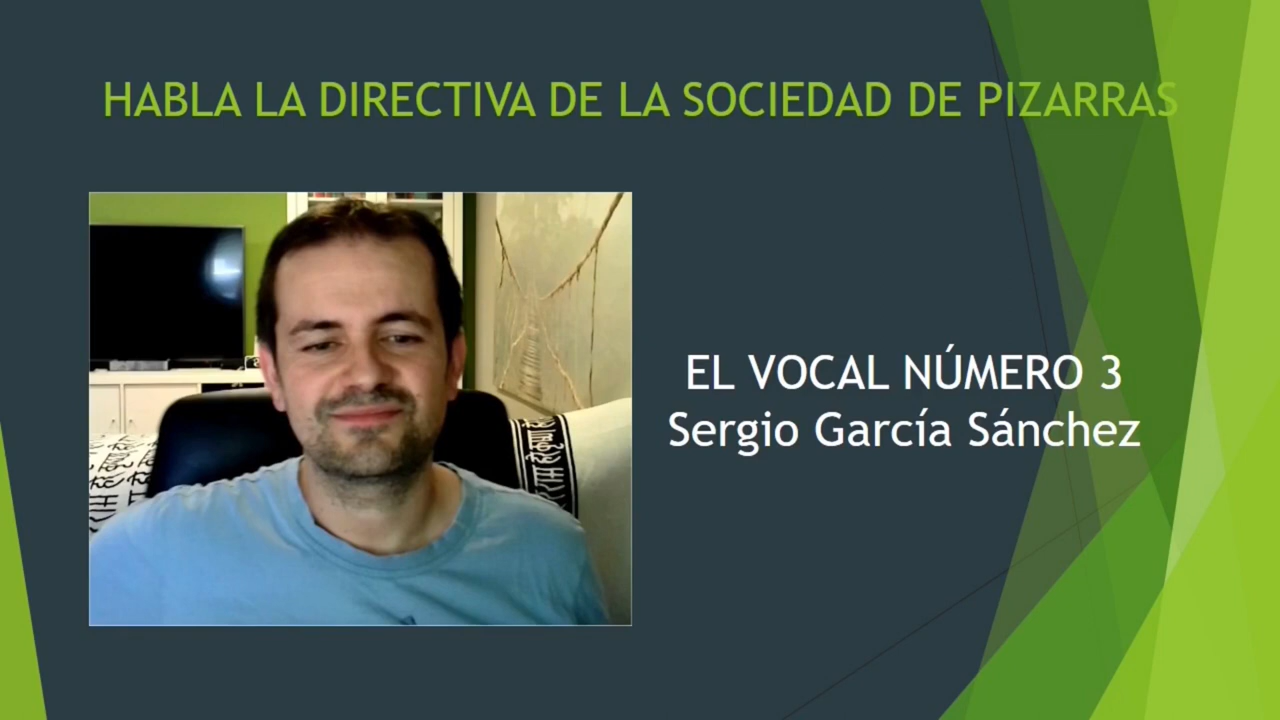 HABLA LA DIRECTIVA DE LA SOCIEDAD DE PIZARRAS
EL VOCAL NÚMERO 3
Sergio García Sánchez